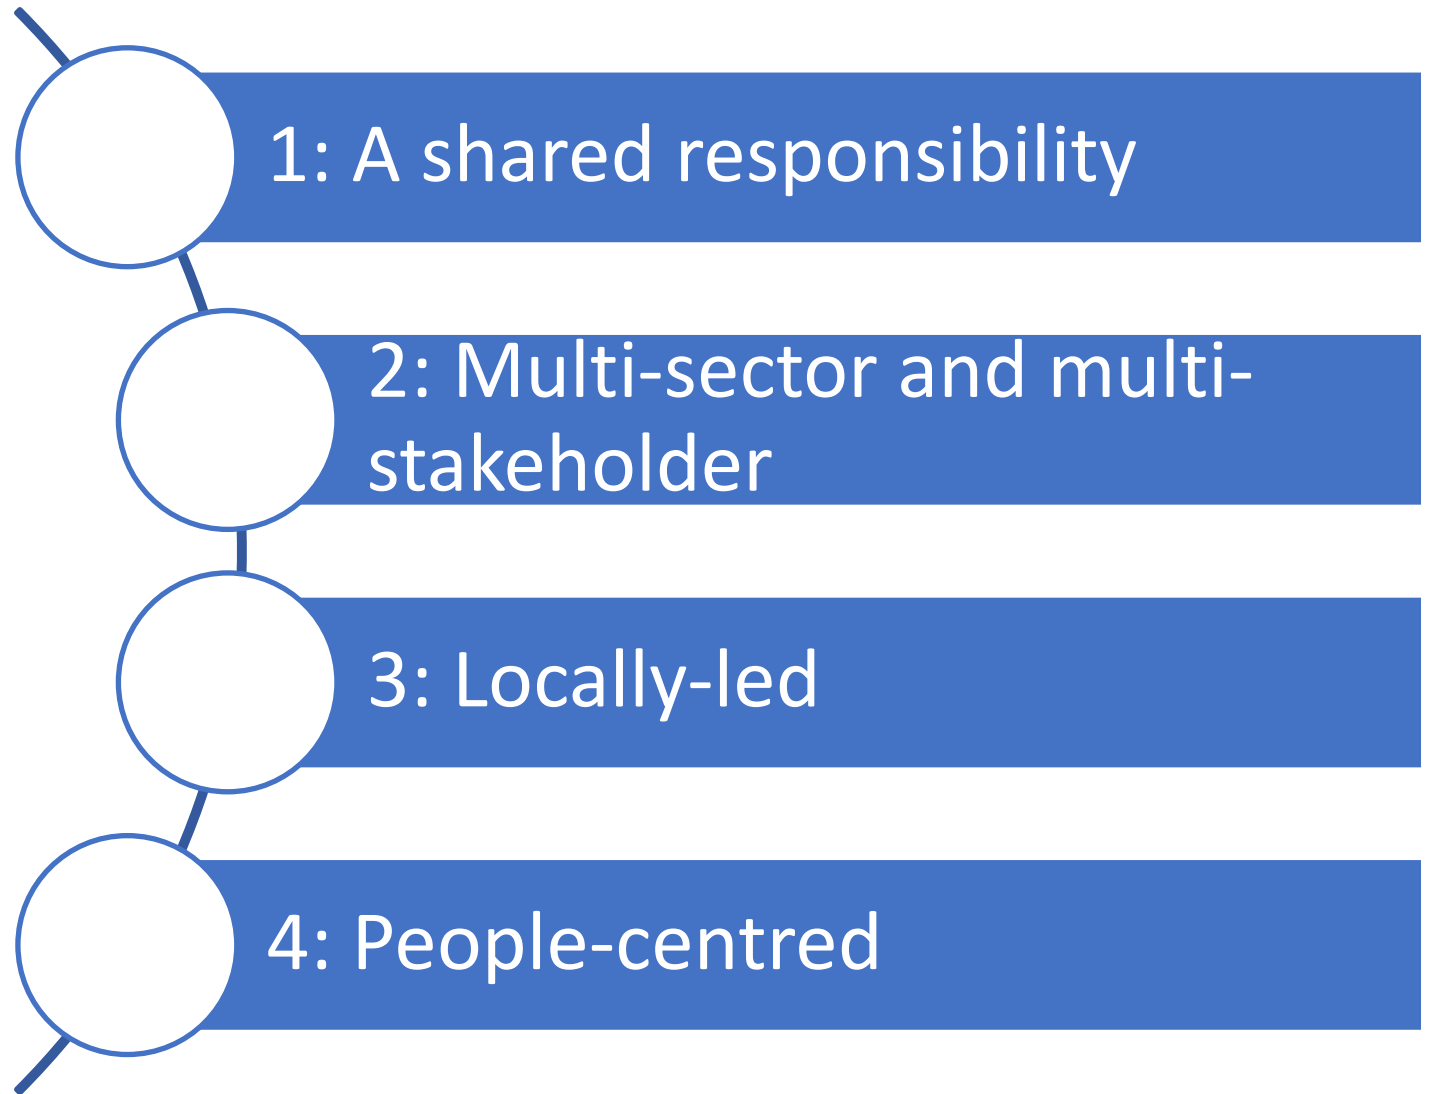 1: A shared responsibility
2: Multi-sector and multi-
stakeholder
3: Locally-led
4: People-centred